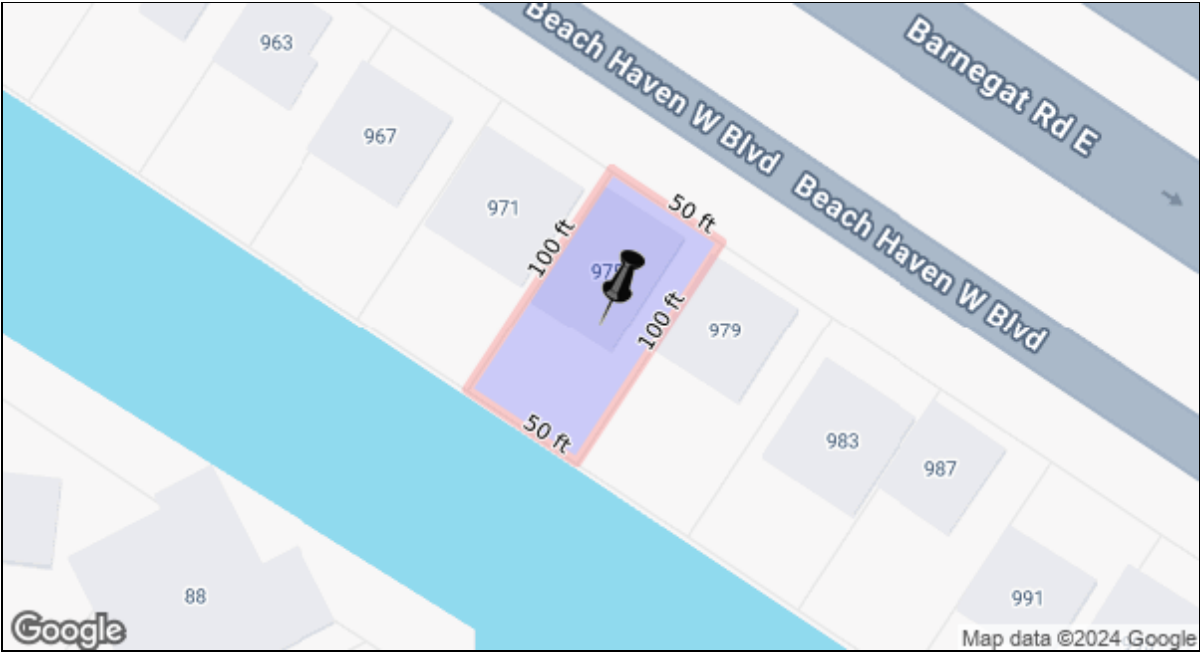 963
Beach Haven W Blvd
Barnegat Rd E
967
971
50 ft
Beach Haven W Blvd
100 ft
979
100 ft
50 ft
983
987
88
991
Google
Map data ©2024 Google